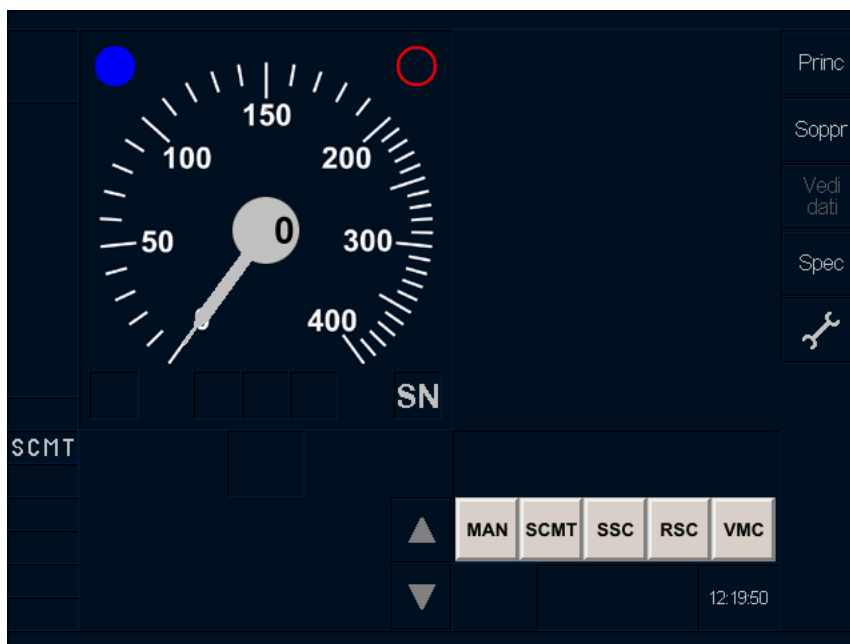 150
100
200
50
0
300
0
400
SN
SCMT
MAN SCMT SSC RSC VMC
12:19:50
Princ
Soppr
Vedi
dati
Spec